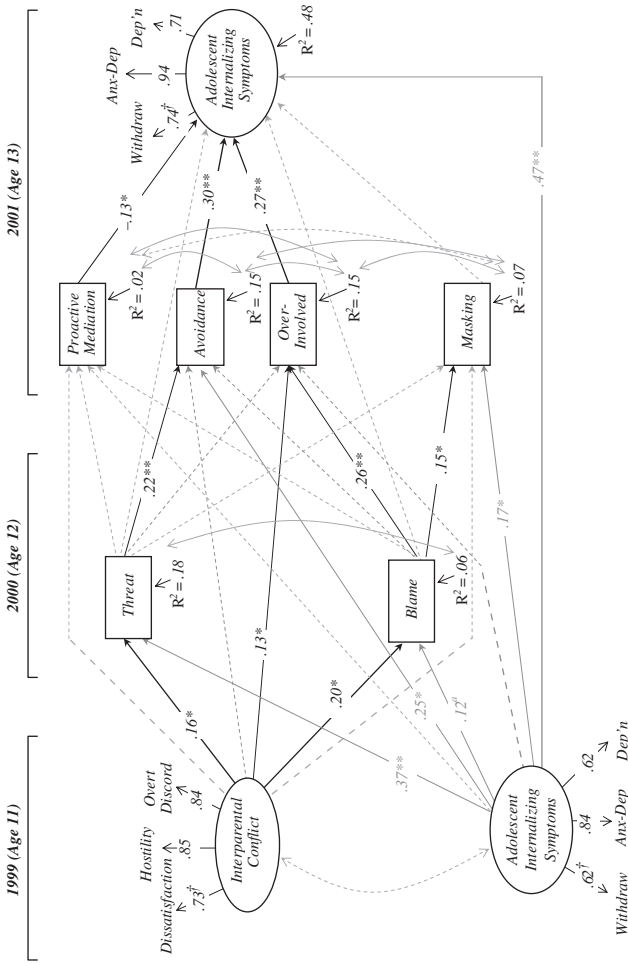 1999 (Age 11)
2000 (Age 12)
2001 (Age 13)
Dissatisfaction
Hostility
Overt
Discord
.73†
.85
.84
Interparental
Conflict
.16*
.13*
.20*
.37**
.25*
.12ª
Adolescent
Internalizing
Symptoms
.62†
.84
.62
Withdraw
Anx-Dep
Dep'n
Threat
R² = .18
Blame
R² = .06
.22**
.26**
.15*
.17*
Proactive
Mediation
R² = .02
Avoidance
R² = .15
Over-
Involved
R² = .15
Masking
R² = .07
–.13*
.30**
.27**
.47**
Withdraw
Anx-Dep
Dep'n
.74†
.94
.71
Adolescent
Internalizing
Symptoms
R² = .48